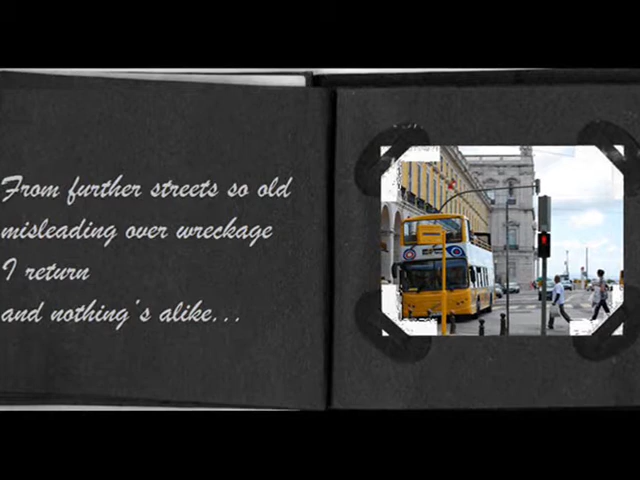 From further streets so old
misleading over wreckage
I return
and nothing's alike...